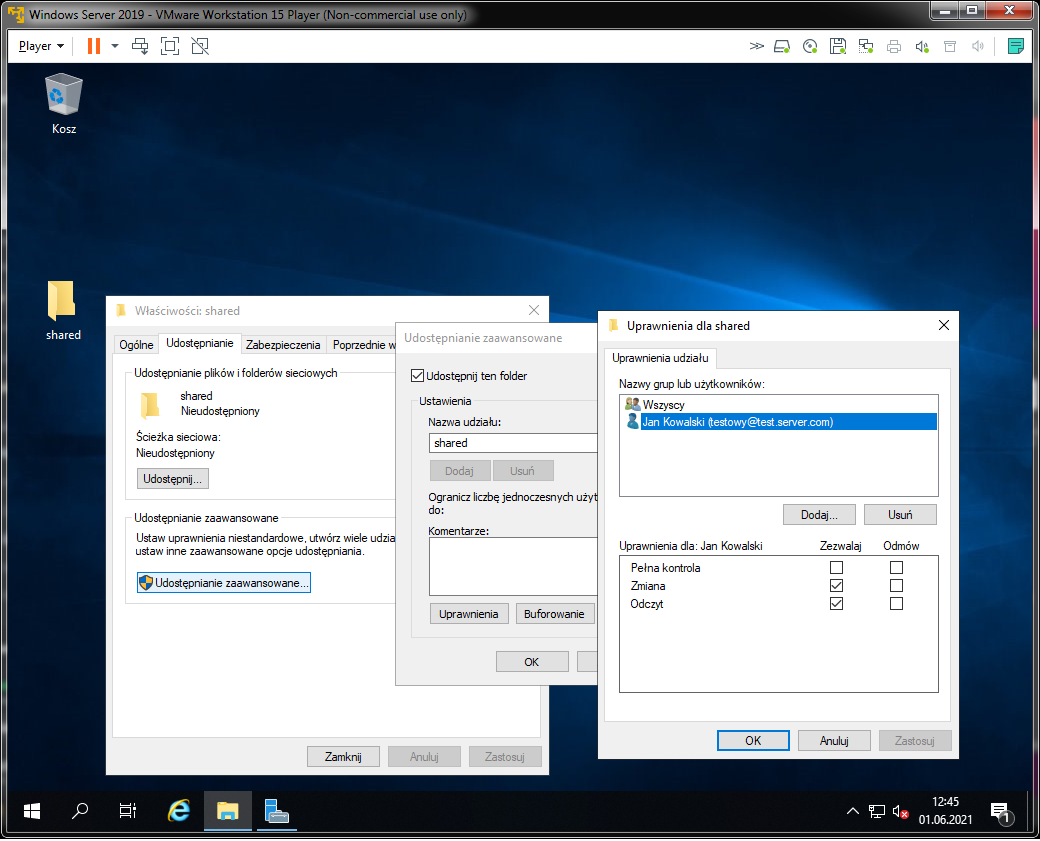 Windows Server 2019 - VMware Workstation 15 Player (Non-commercial use only)
Player
Kosz
shared
Właściwości: shared
Ogólne
Udostępnianie
Zabezpieczenia
Poprzednie w
Udostępnianie plików i folderów sieciowych
shared
Nieudostępniony
Ścieżka sieciowa:
Nieudostępniony
Udostępnij...
Udostępnianie zaawansowane
Ustaw uprawnienia niestandardowe, utwórz wiele udzia
ustaw inne zaawansowane opcje udostępniania.
Udostępnianie zaawansowane...
Zamknij
Anuluj
Zastosuj
Udostępnianie zaawansowane
Udostępnij ten folder
Ustawienia
Nazwa udziału:
shared
Dodaj
Usuń
Ogranicz liczbę jednoczesnych użyt
do:
Komentarze:
Uprawnienia
Buforowanie
OK
Uprawnienia dla shared
Uprawnienia udziału
Nazwy grup lub użytkowników:
Wszyscy
Jan Kowalski (testowy@test.server.com)
Dodaj...
Usuń
Uprawnienia dla: Jan Kowalski
Zezwalaj
Odmów
Pełna kontrola
Zmiana
Odczyt
OK
Anuluj
Zastosuj
12:45
01.06.2021
1